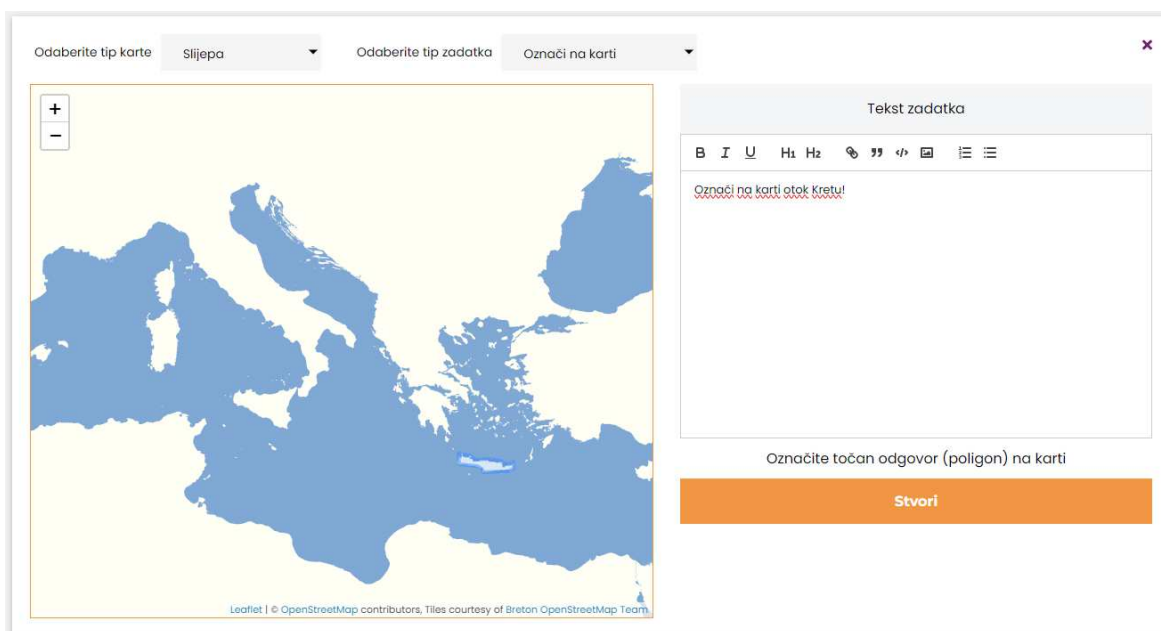 Odaberite tip karte Slijepa Odaberite tip zadatka Označi na karti ×
+
−
Tekst zadatka
B I U H1 H2
Označi na karti otok Kretu!
Označite točan odgovor (poligon) na karti
Stvori
Leaflet | © OpenStreetMap contributors, Tiles courtesy of Breton OpenStreetMap Team